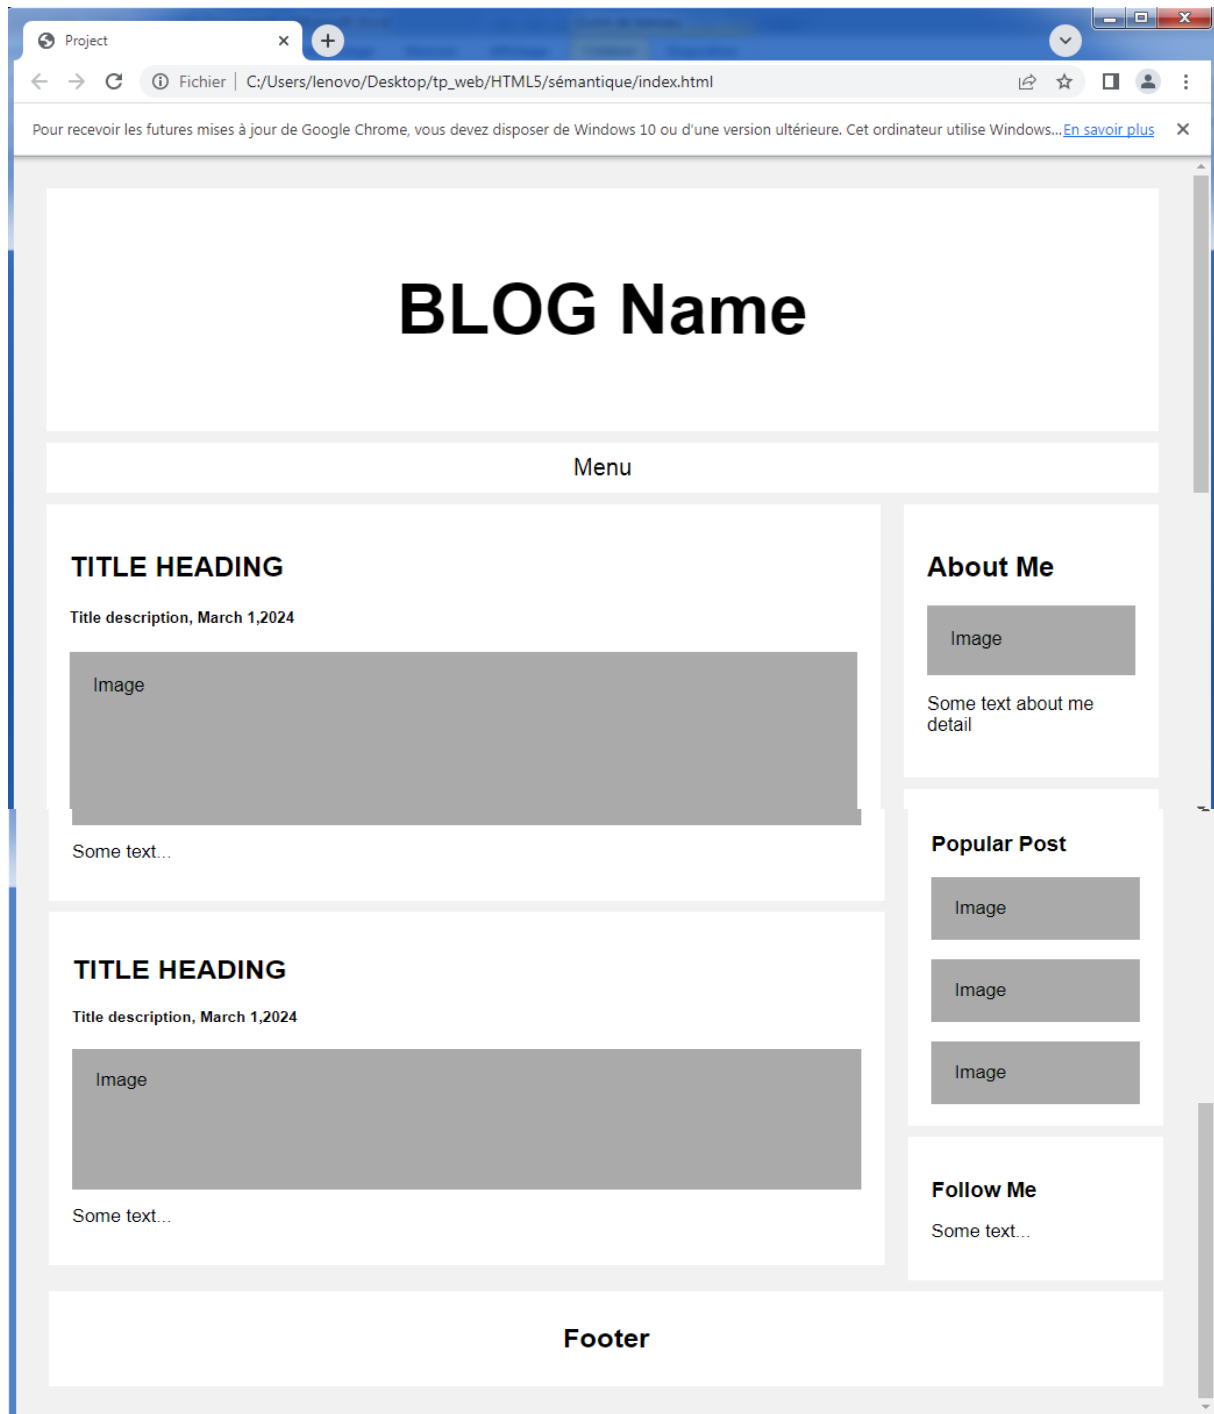 Project
Fichier C:/Users/lenovo/Desktop/tp_web/HTML5/sémantique/index.html
Pour recevoir les futures mises à jour de Google Chrome, vous devez disposer de Windows 10 ou d'une version ultérieure. Cet ordinateur utilise Windows... En savoir plus
BLOG Name
Menu
TITLE HEADING
Title description, March 1,2024
Image
Some text...
TITLE HEADING
Title description, March 1,2024
Image
Some text...
About Me
Image
Some text about me
detail
Popular Post
Image
Image
Image
Follow Me
Some text...
Footer